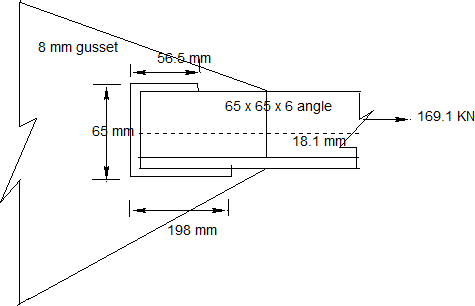 8 mm gusset
56.5 mm
65 x 65 x 6 angle
169.1 KN
65 mm
18.1 mm
198 mm